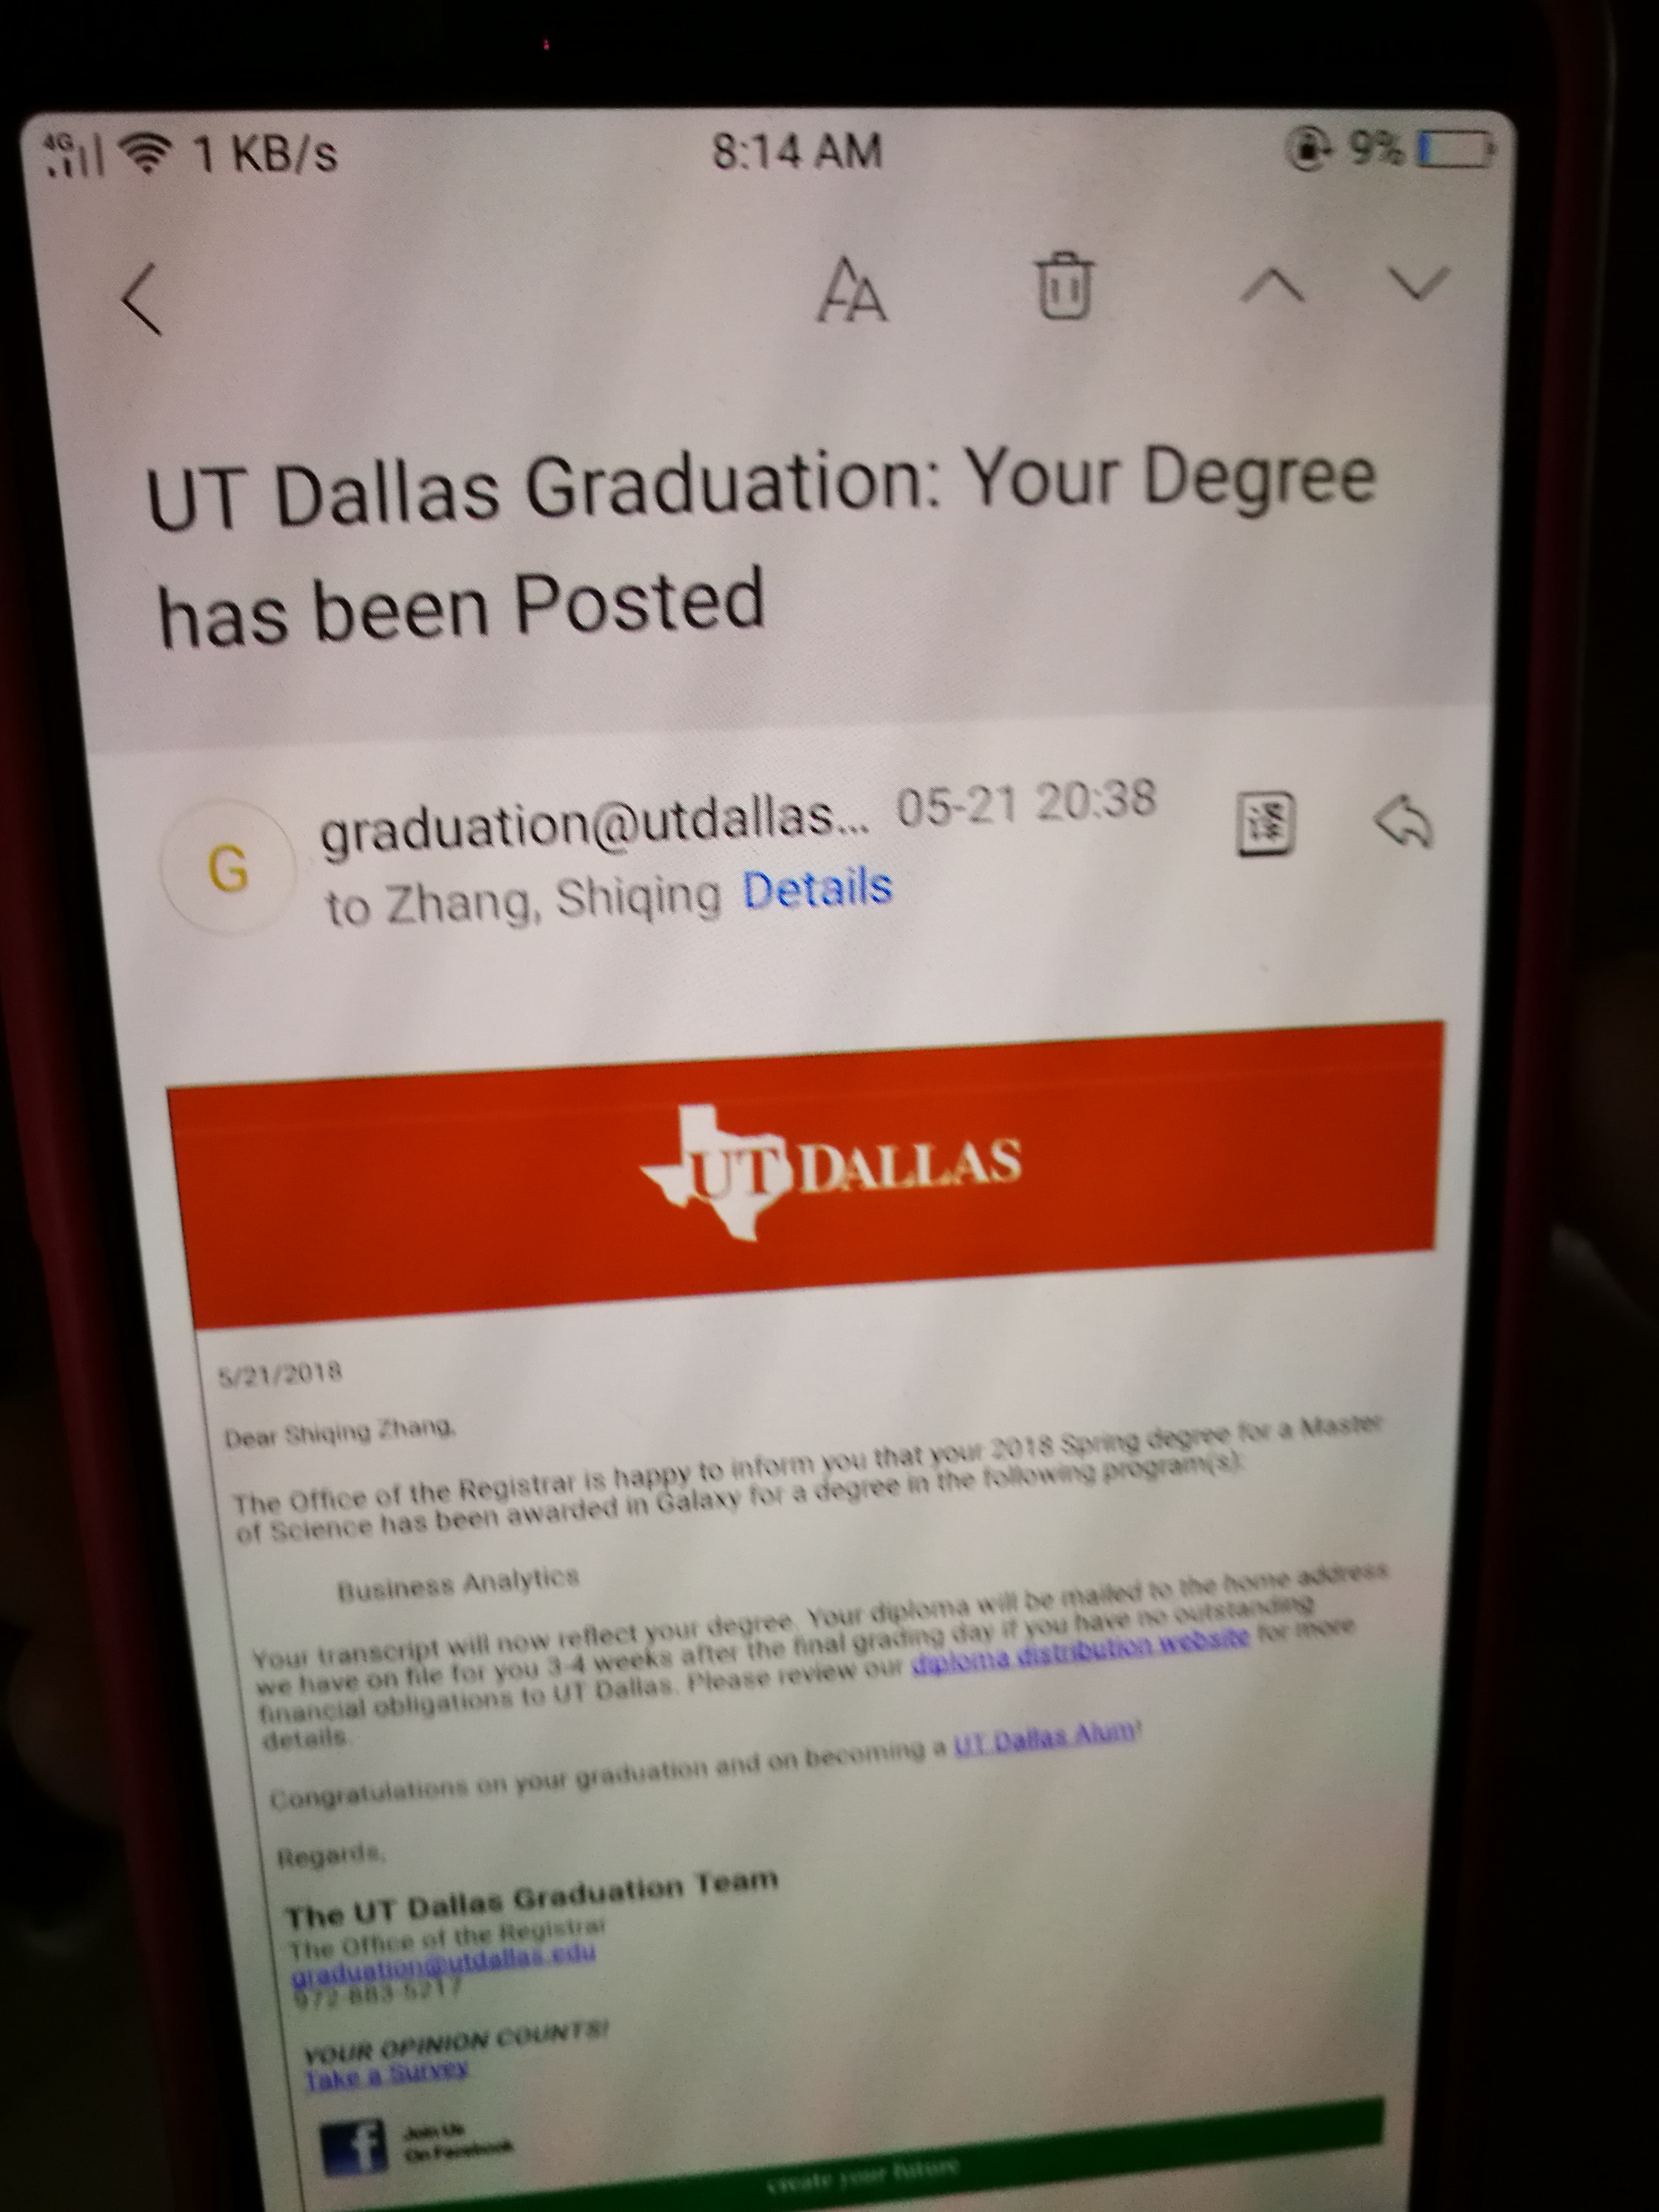 4G 1 KB/s 8:14 AM 9%
AA
UT Dallas Graduation: Your Degree
has been Posted
G
graduation@utdallas... 05-21 20:38
to Zhang, Shiqing Details
UT DALLAS
5/21/2018
Dear Shiqing Zhang,
The Office of the Registrar is happy to inform you that your 2018 Spring degree for a Master
of Science has been awarded in Galaxy for a degree in the following program(s):
Business Analytics
Your transcript will now reflect your degree. Your diploma will be mailed to the home address
we have on file for you 3-4 weeks after the final grading day if you have no outstanding
financial obligations to UT Dallas. Please review our diploma distribution website for more
details.
Congratulations on your graduation and on becoming a UT Dallas Alum!
Regards,
The UT Dallas Graduation Team
The Office of the Registrar
graduation@utdallas.edu
972-883-5217
YOUR OPINION COUNTS!
Take a Survey
f
Join Us
On Facebook
create your future